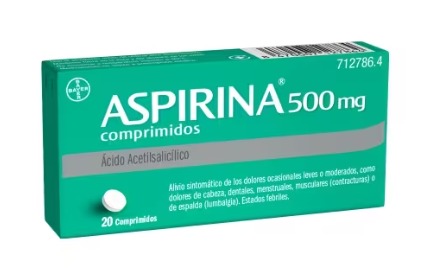 712786.4
BAYER
ASPIRINA® 500 mg
comprimidos
Ácido Acetilsalicílico
Alivio sintomático de los dolores ocasionales leves o moderados, como
dolores de cabeza, dentales, menstruales, musculares (contracturas) o
de espalda (lumbalgia). Estados febriles.
20 Comprimidos